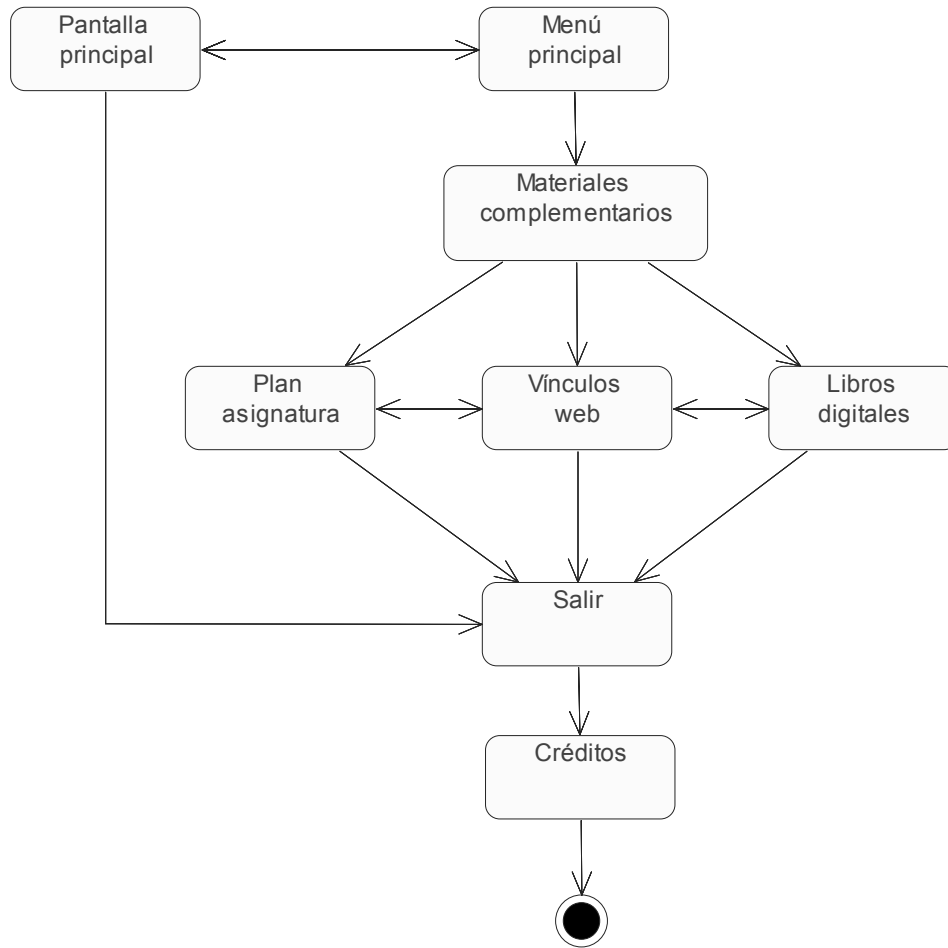 Pantalla
principal
Menú
principal
Materiales
complementarios
Plan
asignatura
Vínculos
web
Libros
digitales
Salir
Créditos